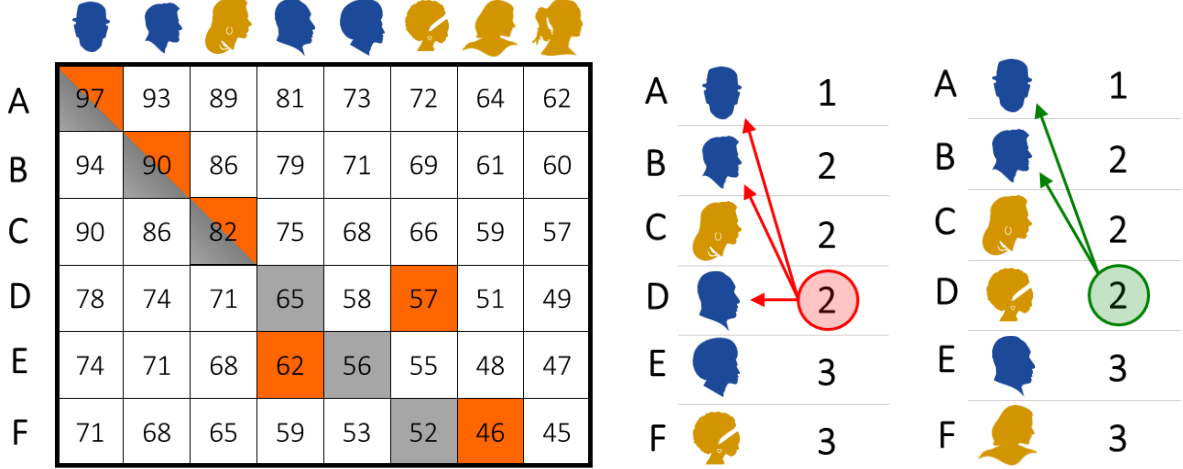 A 97 93 89 81 73 72 64 62
B 94 90 86 79 71 69 61 60
C 90 86 82 75 68 66 59 57
D 78 74 71 65 58 57 51 49
E 74 71 68 62 56 55 48 47
F 71 68 65 59 53 52 46 45
A 1
B 2
C 2
D 2
E 3
F 3
A 1
B 2
C 2
D 2
E 3
F 3